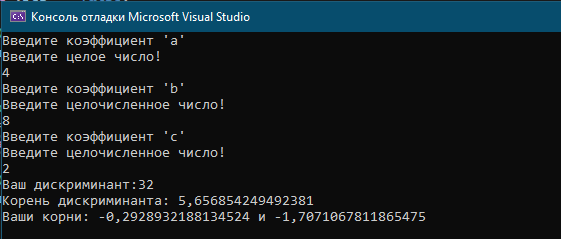 Консоль отладки Microsoft Visual Studio
Введите коэффициент 'a'
Введите целое число!
4
Введите коэффициент 'b'
Введите целочисленное число!
8
Введите коэффициент 'c'
Введите целочисленное число!
2
Ваш дискриминант:32
Корень дискриминанта: 5,656854249492381
Ваши корни: -0,2928932188134524 и -1,7071067811865475